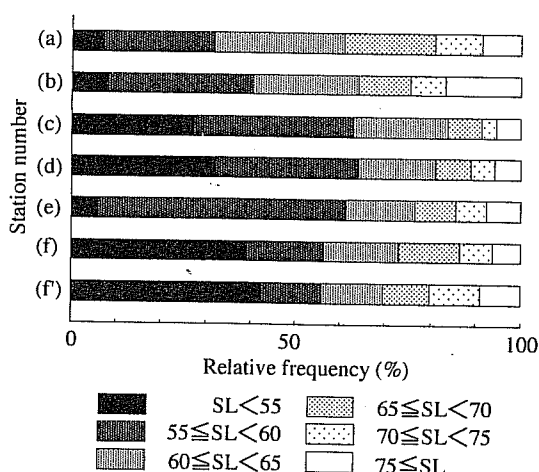 Station number
(a)
(b)
(c)
(d)
(e)
(f)
(f')
0 50 100
Relative frequency (%)
SL<55 65≦SL<70
55≦SL<60 70≦SL<75
60≦SL<65 75≦SL